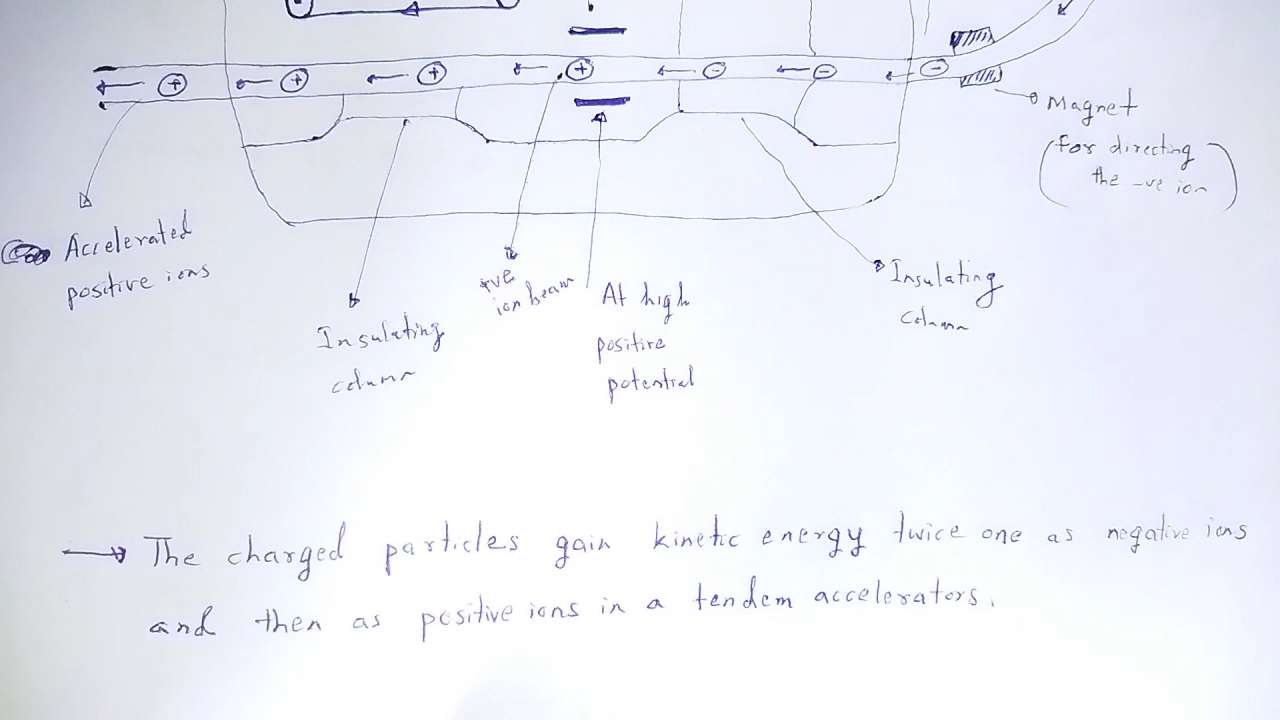 +
+
+
+
−
−
−
Magnet
(for directing
the -ve ion)
Accelerated
positive ions
Insulating
column
+ve
ion beam
At high
positive
potential
Insulating
column
→ The charged particles gain kinetic energy twice one as negative ions
and then as positive ions in a tendem accelerators.